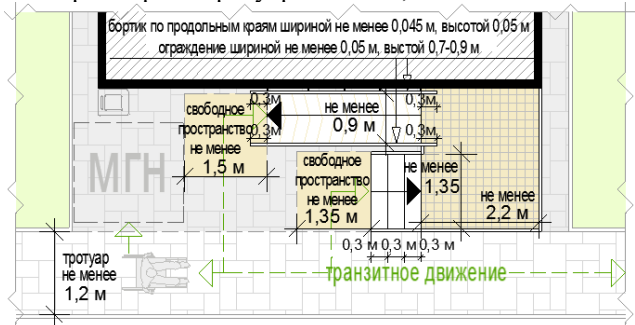 бортик по продольным краям шириной не менее 0,045 м, высотой 0,05 м
ограждение шириной не менее 0,05 м, выстой 0,7-0,9 м
0,3м
0,3м
свободное
пространство
не менее
1,5 м
0,3м
не менее
0,9 м
0,3м
МГН
свободное
пространство
не менее
1,35 м
не менее
1,35
не менее
2,2 м
0,3 м 0,3 м 0,3 м
тротуар
не менее
1,2 м
транзитное движение